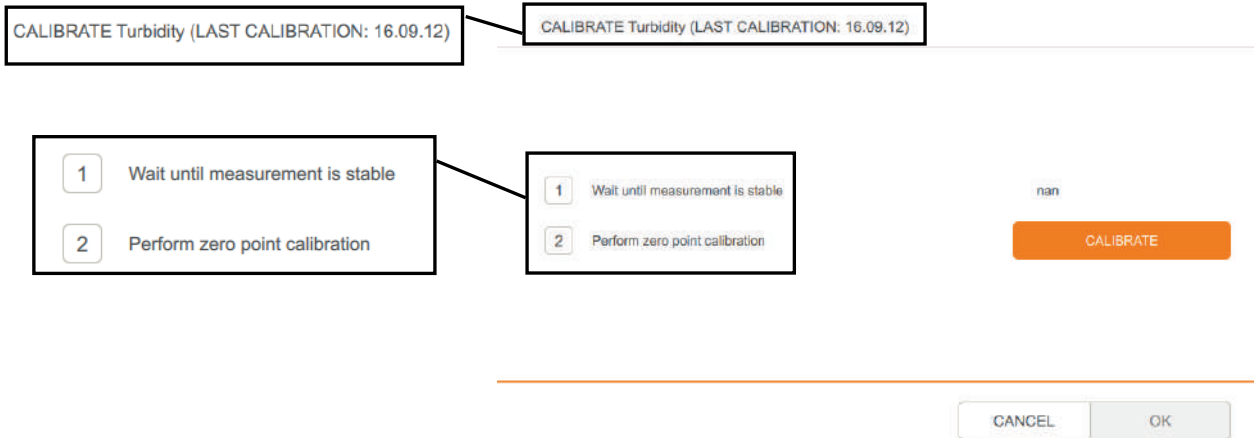 CALIBRATE Turbidity (LAST CALIBRATION: 16.09.12)
CALIBRATE Turbidity (LAST CALIBRATION: 16.09.12)
1 Wait until measurement is stable
2 Perform zero point calibration
1 Wait until measurement is stable nan
2 Perform zero point calibration CALIBRATE
CANCEL OK